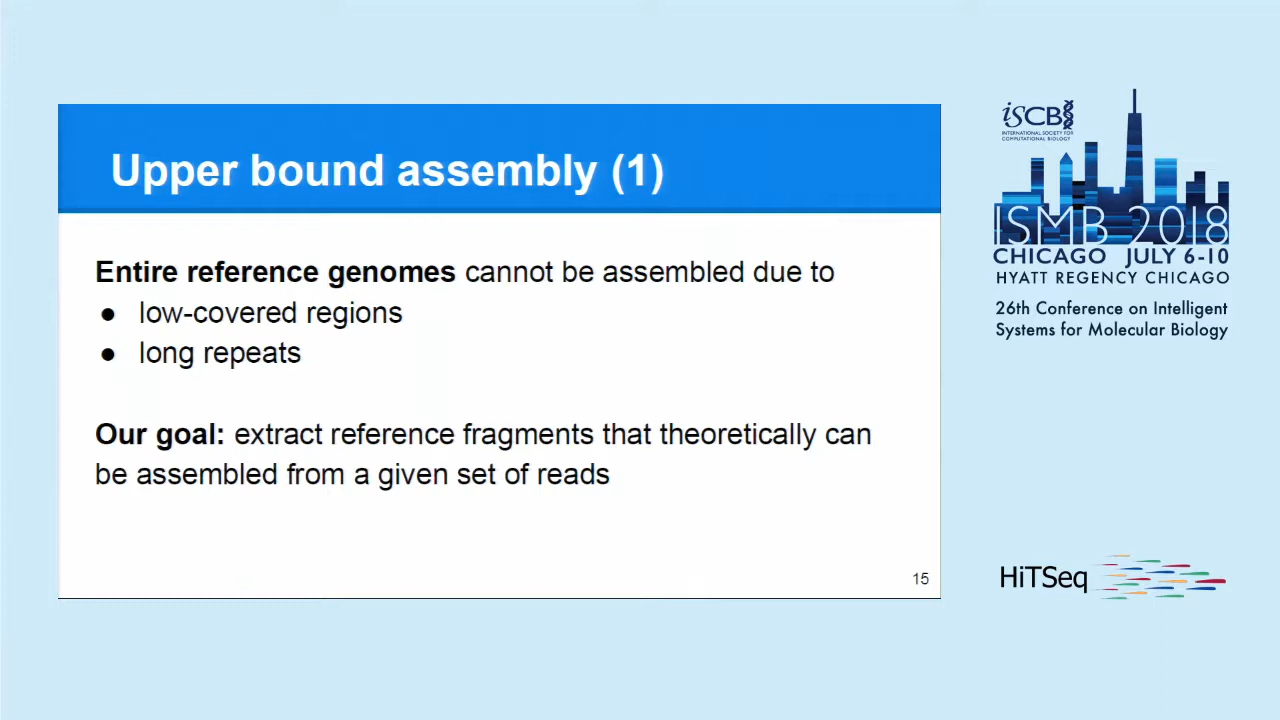 Upper bound assembly (1)
Entire reference genomes cannot be assembled due to
● low-covered regions
● long repeats
Our goal: extract reference fragments that theoretically can
be assembled from a given set of reads
15
iSCB
INTERNATIONAL SOCIETY FOR
COMPUTATIONAL BIOLOGY
ISMB 2018
CHICAGO JULY 6-10
HYATT REGENCY CHICAGO
26th Conference on Intelligent
Systems for Molecular Biology
HiTSeq